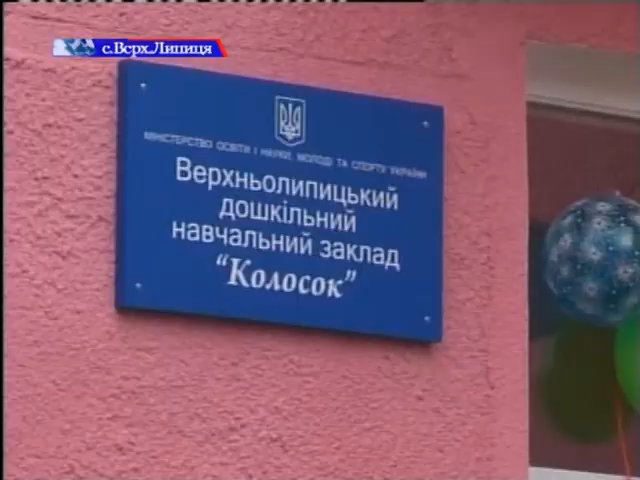 с.Верх.Липиця
МІНІСТЕРСТВО ОСВІТИ І НАУКИ, МОЛОДІ ТА СПОРТУ УКРАЇНИ
Верхньолипицький
дошкільний
навчальний заклад
“Колосок”